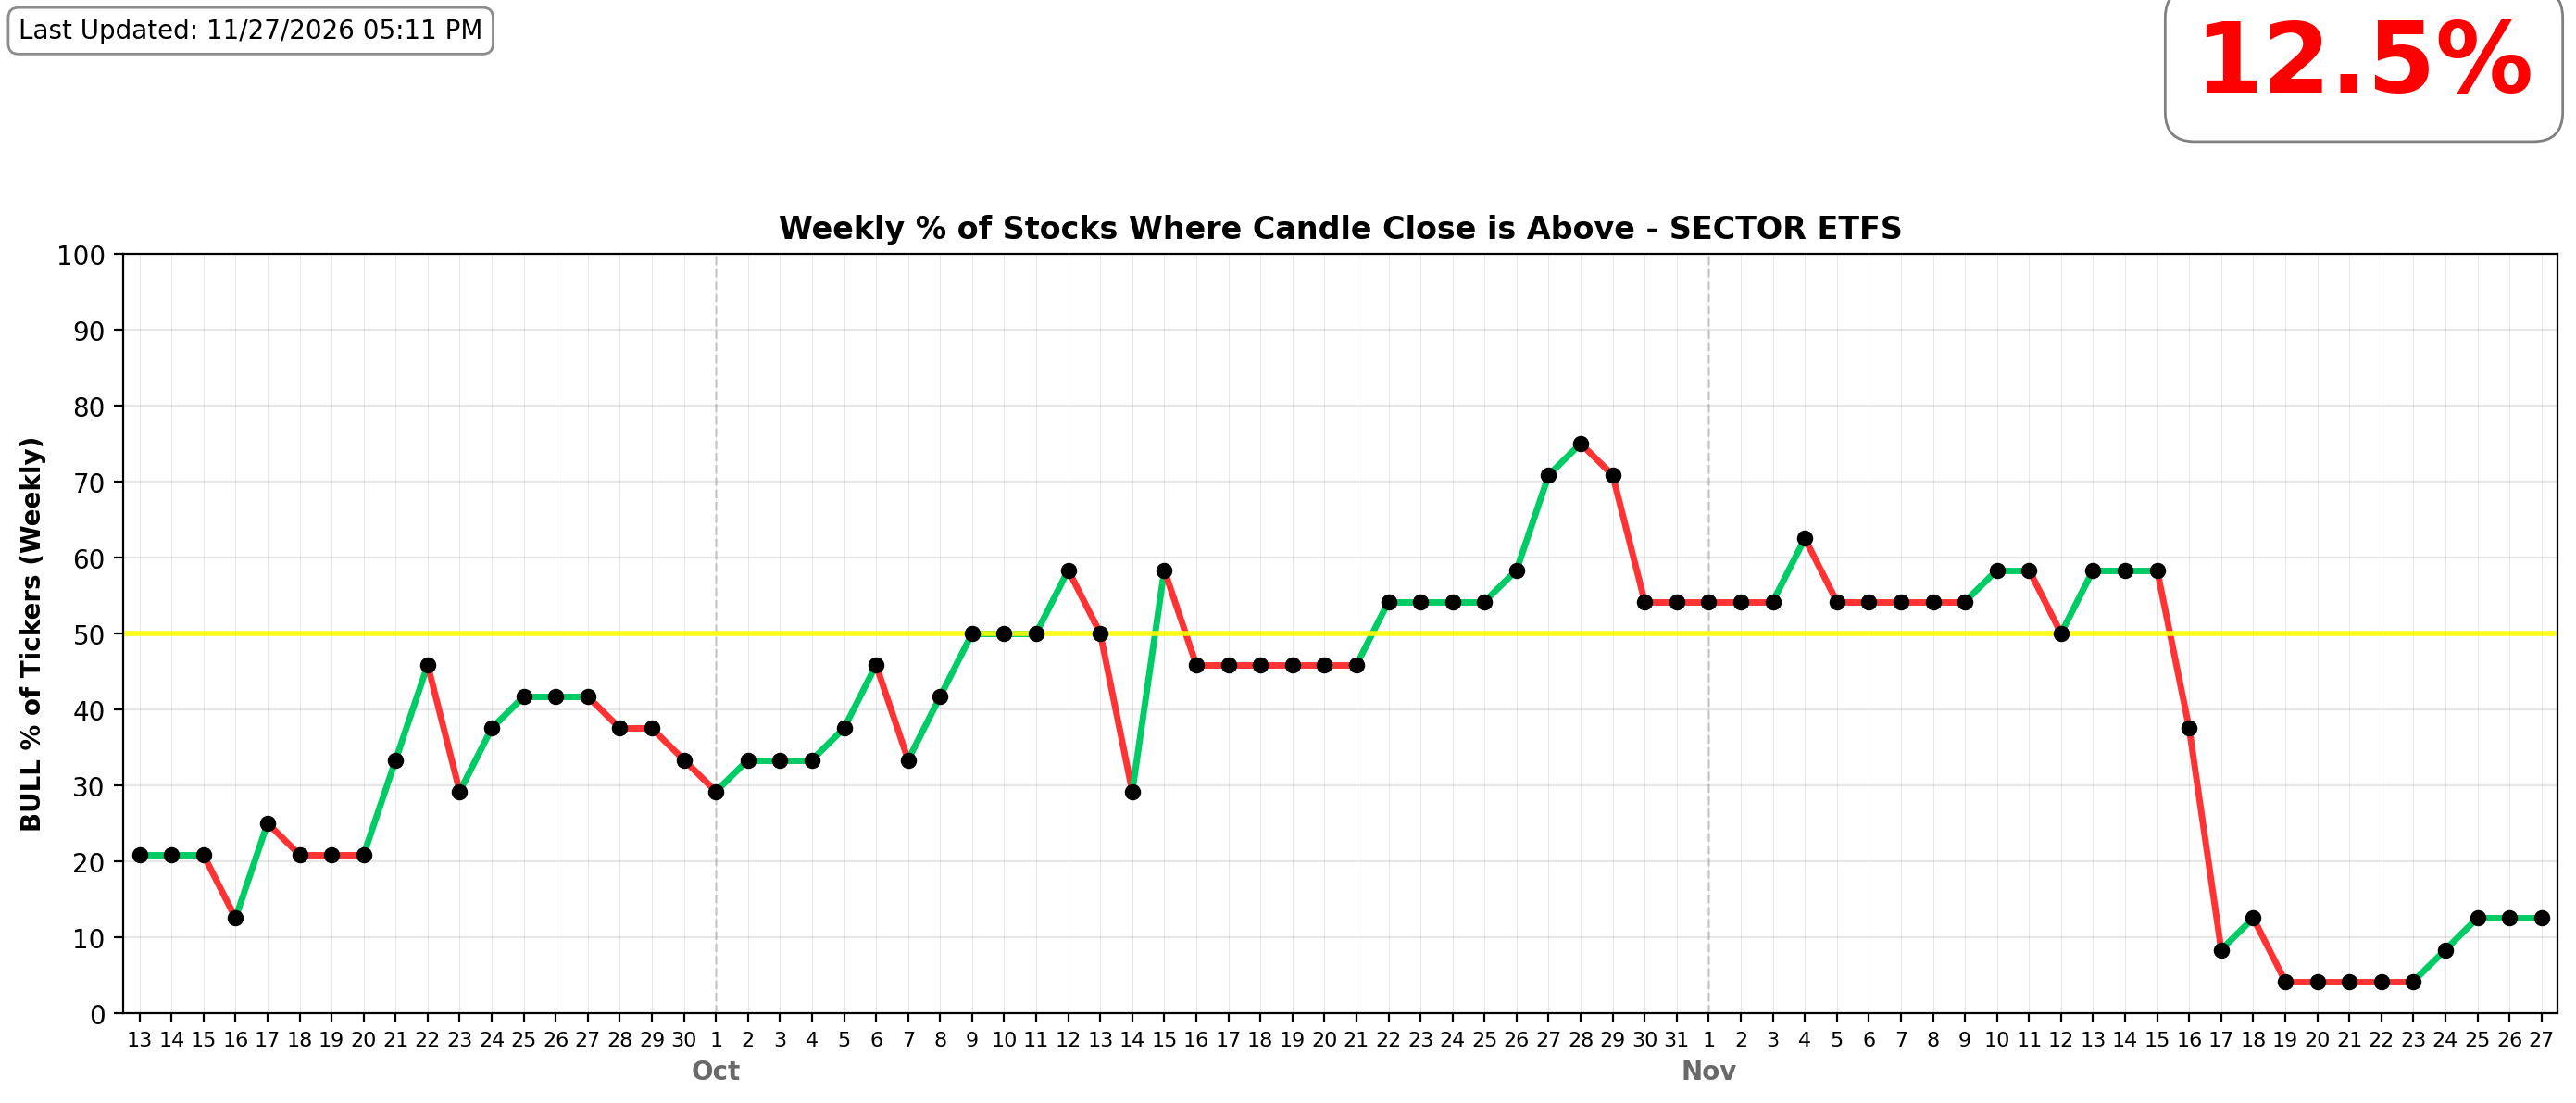 Last Updated: 11/27/2026 05:11 PM
12.5%
Weekly % of Stocks Where Candle Close is Above - SECTOR ETFS
BULL % of Tickers (Weekly)
100
90
80
70
60
50
40
30
20
10
0
13 14 15 16 17 18 19 20 21 22 23 24 25 26 27 28 29 30 1 2 3 4 5 6 7 8 9 10 11 12 13 14 15 16 17 18 19 20 21 22 23 24 25 26 27 28 29 30 31 1 2 3 4 5 6 7 8 9 10 11 12 13 14 15 16 17 18 19 20 21 22 23 24 25 26 27
Oct Nov